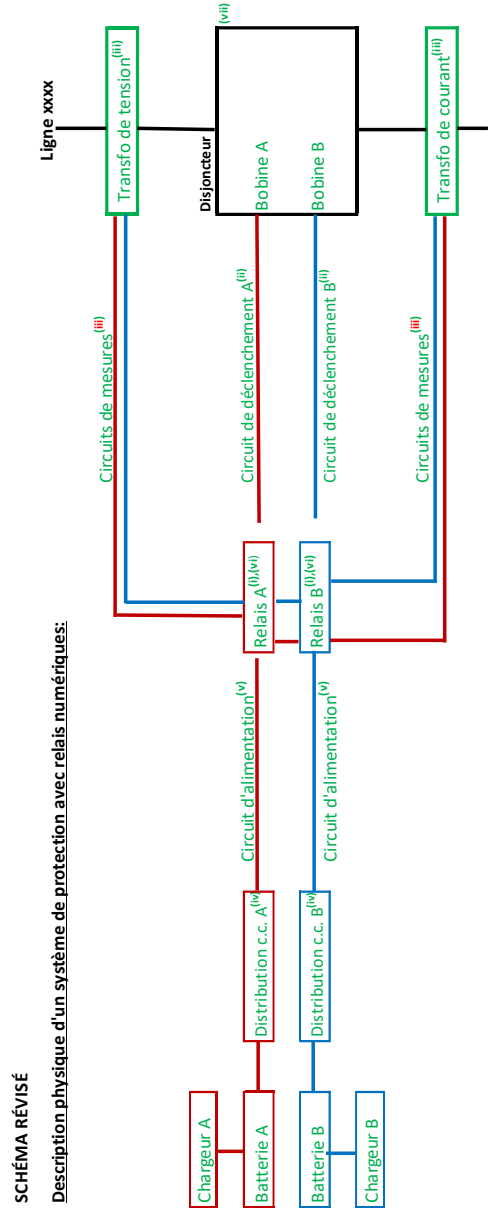 SCHÉMA RÉVISÉ
Description physique d'un système de protection avec relais numériques:
Ligne xxxx
Chargeur A
Batterie A
Distribution c.c. A(iv)
Circuit d'alimentation(v)
Relais A(i),(vi)
Circuits de mesures(iii)
Transfo de tension(iii)
Circuit de déclenchement A(ii)
Disjoncteur
(vii)
Bobine A
Batterie B
Chargeur B
Distribution c.c. B(iv)
Circuit d'alimentation(v)
Relais B(i),(vi)
Circuit de déclenchement B(ii)
Bobine B
Circuits de mesures(iii)
Transfo de courant(iii)